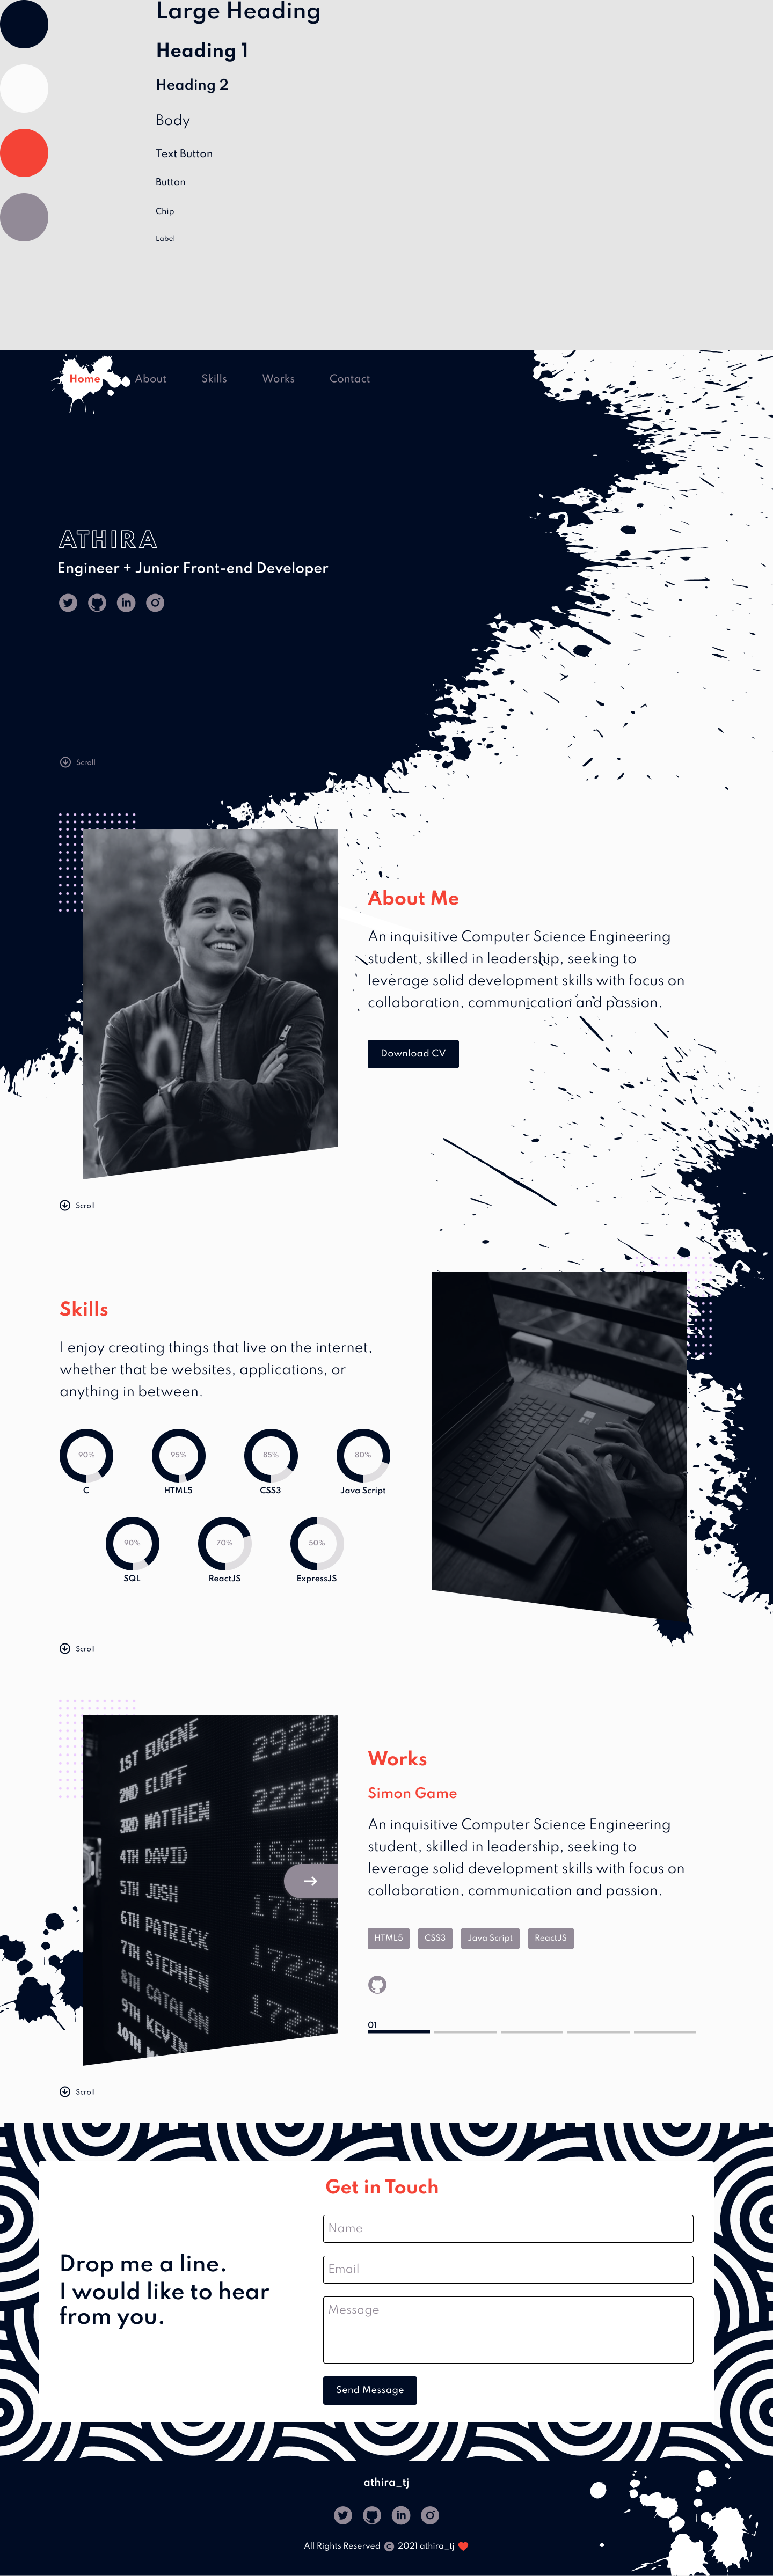 Large Heading
Heading 1
Heading 2
Body
Text Button
Button
Chip
Label
Home About Skills Works Contact
ATHIRA
Engineer + Junior Front-end Developer
in
Scroll
About Me
An inquisitive Computer Science Engineering
student, skilled in leadership, seeking to
leverage solid development skills with focus on
collaboration, communication and passion.
Download CV
Scroll
Skills
I enjoy creating things that live on the internet,
whether that be websites, applications, or
anything in between.
90% 95% 85% 80%
C HTML5 CSS3 Java Script
90% 70% 50%
SQL ReactJS ExpressJS
Scroll
1ST EUGENE 2929
2ND ELOFF 2229
3RD MATTHEW
4TH DAVID 1865
5TH JOSH 1791
6TH PATRICK
7TH STEPHEN 1722
8TH CATALAN
9TH KEVIN 1722
10TH
Works
Simon Game
An inquisitive Computer Science Engineering
student, skilled in leadership, seeking to
leverage solid development skills with focus on
collaboration, communication and passion.
HTML5 CSS3 Java Script ReactJS
01
Scroll
Get in Touch
Drop me a line.
I would like to hear
from you.
Name
Email
Message
Send Message
athira_tj
in
All Rights Reserved © 2021 athira_tj